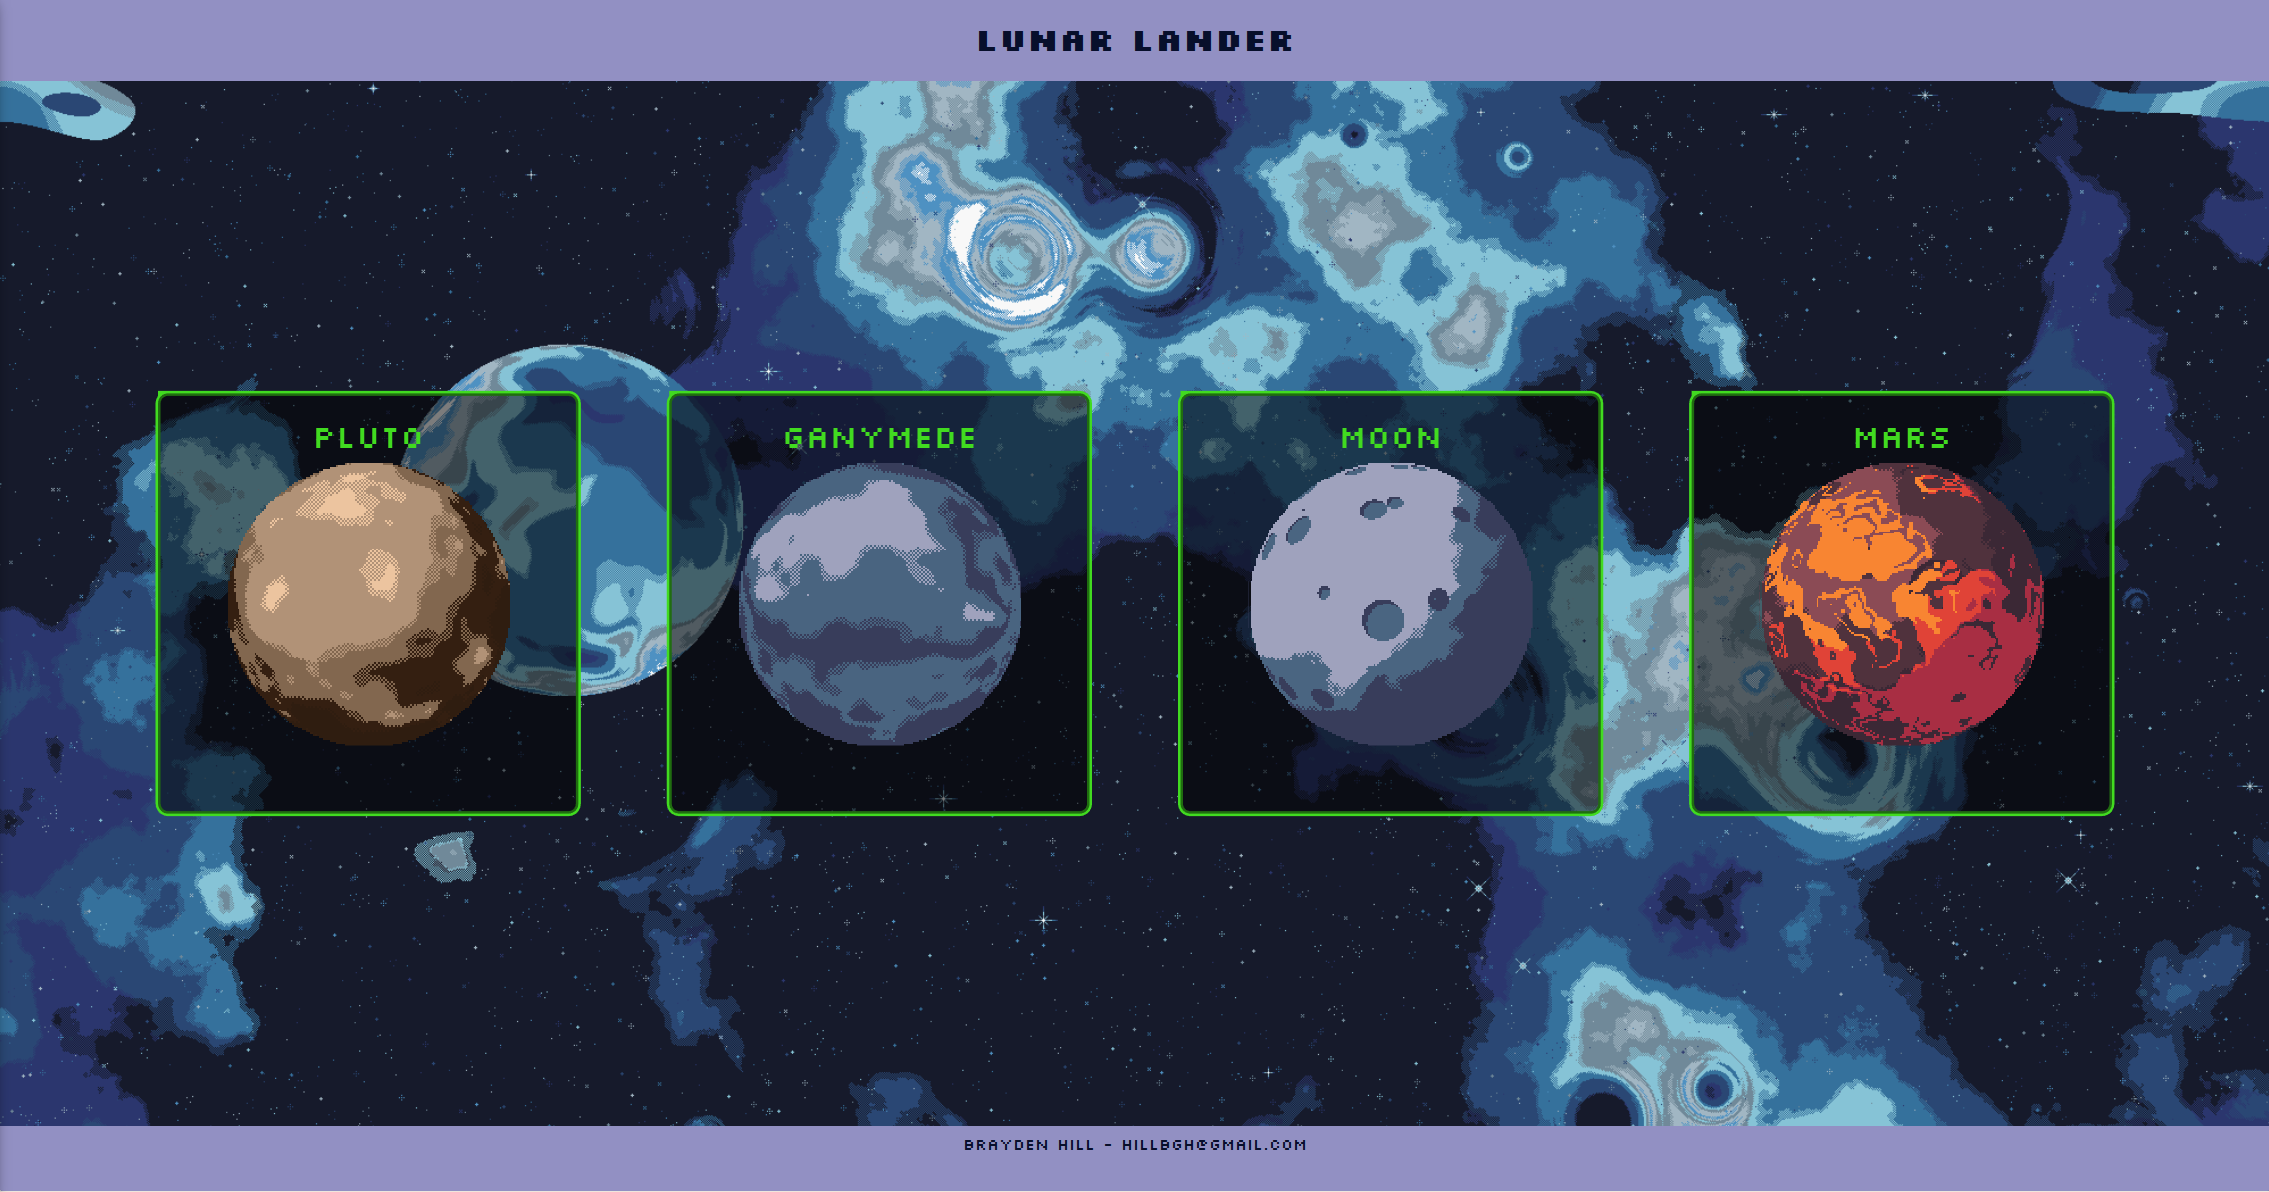 LUNAR LANDER
PLUTO
GANYMEDE
MOON
MARS
BRAYDEN HILL - HILLBGH@GMAIL.COM